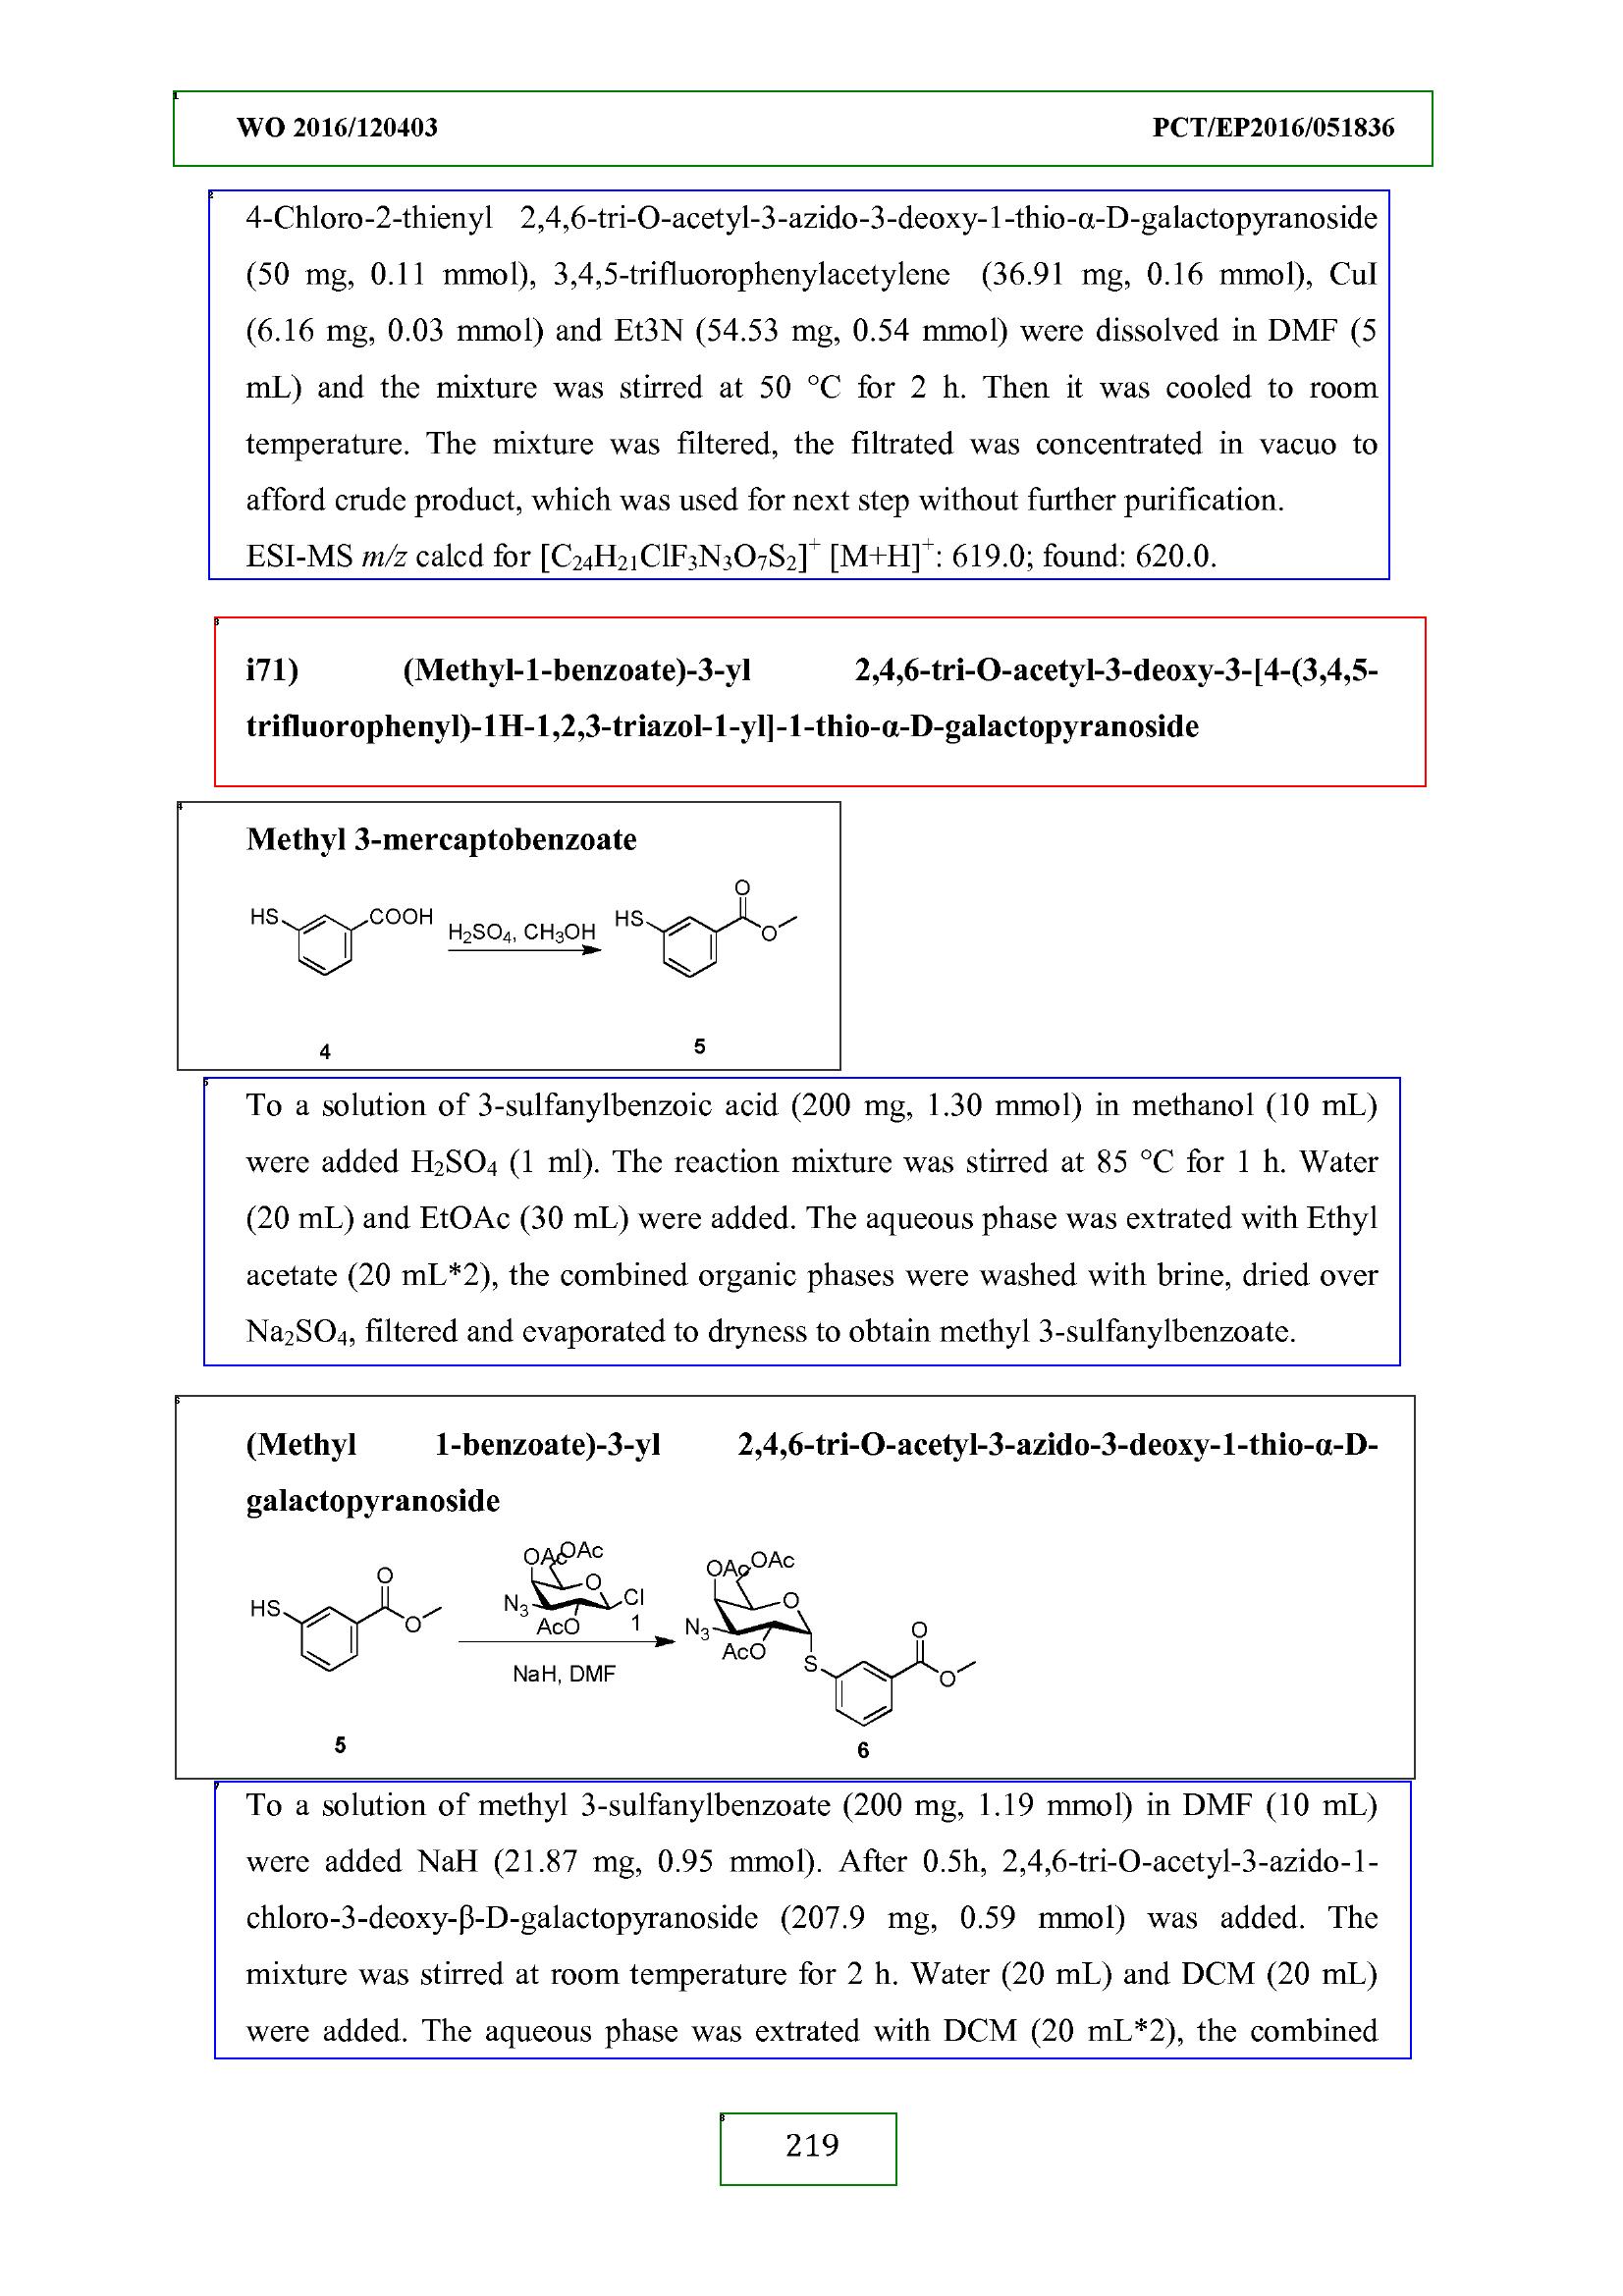 WO 2016/120403 PCT/EP2016/051836
4-Chloro-2-thienyl 2,4,6-tri-O-acetyl-3-azido-3-deoxy-1-thio-α-D-galactopyranoside
(50 mg, 0.11 mmol), 3,4,5-trifluorophenylacetylene (36.91 mg, 0.16 mmol), CuI
(6.16 mg, 0.03 mmol) and Et3N (54.53 mg, 0.54 mmol) were dissolved in DMF (5
mL) and the mixture was stirred at 50 °C for 2 h. Then it was cooled to room
temperature. The mixture was filtered, the filtrated was concentrated in vacuo to
afford crude product, which was used for next step without further purification.
ESI-MS m/z calcd for [C₂₄H₂₁ClF₃N₃O₇S₂]⁺ [M+H]⁺: 619.0; found: 620.0.
i71) (Methyl-1-benzoate)-3-yl 2,4,6-tri-O-acetyl-3-deoxy-3-[4-(3,4,5-
trifluorophenyl)-1H-1,2,3-triazol-1-yl]-1-thio-α-D-galactopyranoside
Methyl 3-mercaptobenzoate
HS COOH H₂SO₄, CH₃OH HS O O
4 5
To a solution of 3-sulfanylbenzoic acid (200 mg, 1.30 mmol) in methanol (10 mL)
were added H₂SO₄ (1 ml). The reaction mixture was stirred at 85 °C for 1 h. Water
(20 mL) and EtOAc (30 mL) were added. The aqueous phase was extrated with Ethyl
acetate (20 mL*2), the combined organic phases were washed with brine, dried over
Na₂SO₄, filtered and evaporated to dryness to obtain methyl 3-sulfanylbenzoate.
(Methyl 1-benzoate)-3-yl 2,4,6-tri-O-acetyl-3-azido-3-deoxy-1-thio-α-D-
galactopyranoside
OAc OAc OAc OAc
HS O O N₃ O Cl AcO 1 N₃ O AcO S O O
NaH, DMF
5 6
To a solution of methyl 3-sulfanylbenzoate (200 mg, 1.19 mmol) in DMF (10 mL)
were added NaH (21.87 mg, 0.95 mmol). After 0.5h, 2,4,6-tri-O-acetyl-3-azido-1-
chloro-3-deoxy-β-D-galactopyranoside (207.9 mg, 0.59 mmol) was added. The
mixture was stirred at room temperature for 2 h. Water (20 mL) and DCM (20 mL)
were added. The aqueous phase was extrated with DCM (20 mL*2), the combined
219